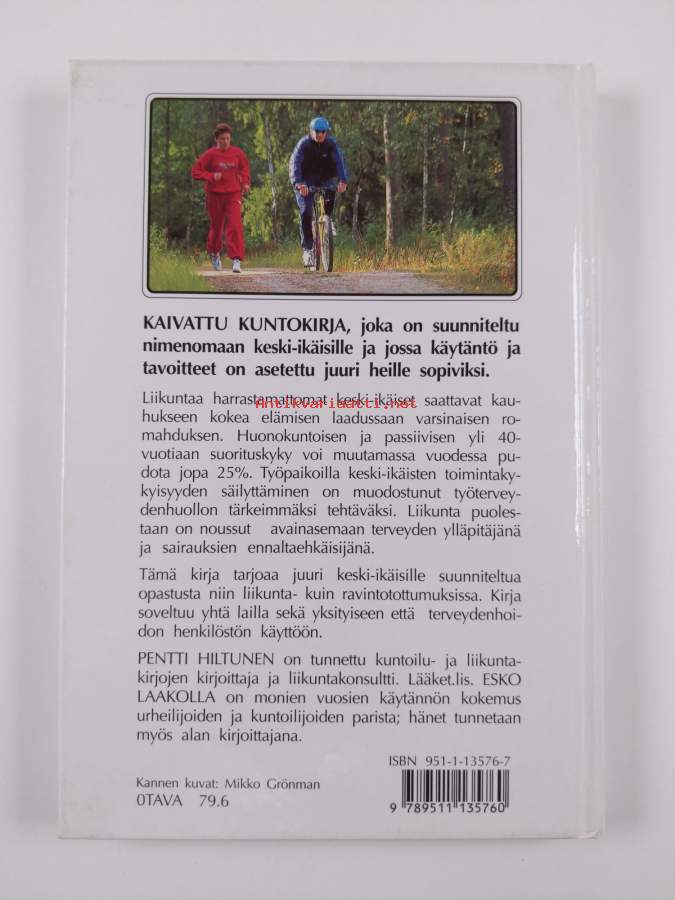 KAIVATTU KUNTOKIRJA, joka on suunniteltu
nimenomaan keski-ikäisille ja jossa käytäntö ja
tavoitteet on asetettu juuri heille sopiviksi.
Liikuntaa harrastamattomat keski-ikäiset saattavat kau-
Antikvariaatti.net
hukseen kokea elämisen laadussaan varsinaisen ro-
mahduksen. Huonokuntoisen ja passiivisen yli 40-
vuotiaan suorituskyky voi muutamassa vuodessa pu-
dota jopa 25%. Työpaikoilla keski-ikäisten toimintaky-
kyisyyden säilyttäminen on muodostunut työtervey-
denhuollon tärkeimmäksi tehtäväksi. Liikunta puoles-
taan on noussut avainasemaan terveyden ylläpitäjänä
ja sairauksien ennaltaehkäisijänä.
Tämä kirja tarjoaa juuri keski-ikäisille suunniteltua
opastusta niin liikunta- kuin ravintotottumuksissa. Kirja
soveltuu yhtä lailla sekä yksityiseen että terveydenhoi-
don henkilöstön käyttöön.
PENTTI HILTUNEN on tunnettu kuntoilu- ja liikunta-
kirjojen kirjoittaja ja liikuntakonsultti. Lääket.lis. ESKO
LAAKOLLA on monien vuosien käytännön kokemus
urheilijoiden ja kuntoilijoiden parista; hänet tunnetaan
myös alan kirjoittajana.
ISBN 951-1-13576-7
Kannen kuvat: Mikko Grönman
OTAVA 79.6
9 789511 135760